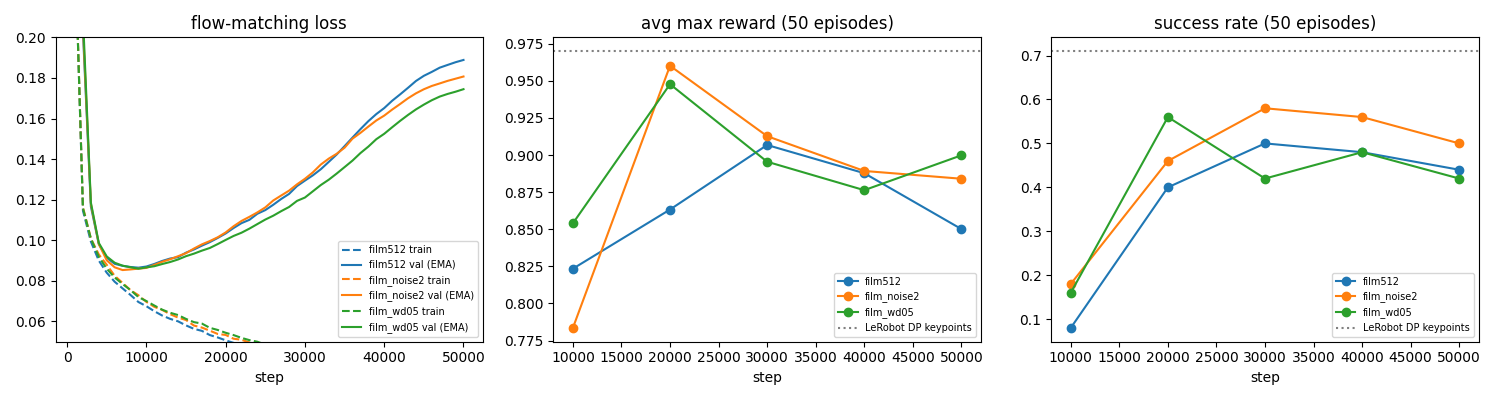 flow-matching loss
0.20
0.18
0.16
0.14
0.12
0.10
0.08
0.06
0
10000
20000
30000
40000
50000
step
film512 train
film512 val (EMA)
film_noise2 train
film_noise2 val (EMA)
film_wd05 train
film_wd05 val (EMA)
avg max reward (50 episodes)
0.975
0.950
0.925
0.900
0.875
0.850
0.825
0.800
0.775
10000
15000
20000
25000
30000
35000
40000
45000
50000
step
film512
film_noise2
film_wd05
LeRobot DP keypoints
success rate (50 episodes)
0.7
0.6
0.5
0.4
0.3
0.2
0.1
10000
15000
20000
25000
30000
35000
40000
45000
50000
step
film512
film_noise2
film_wd05
LeRobot DP keypoints